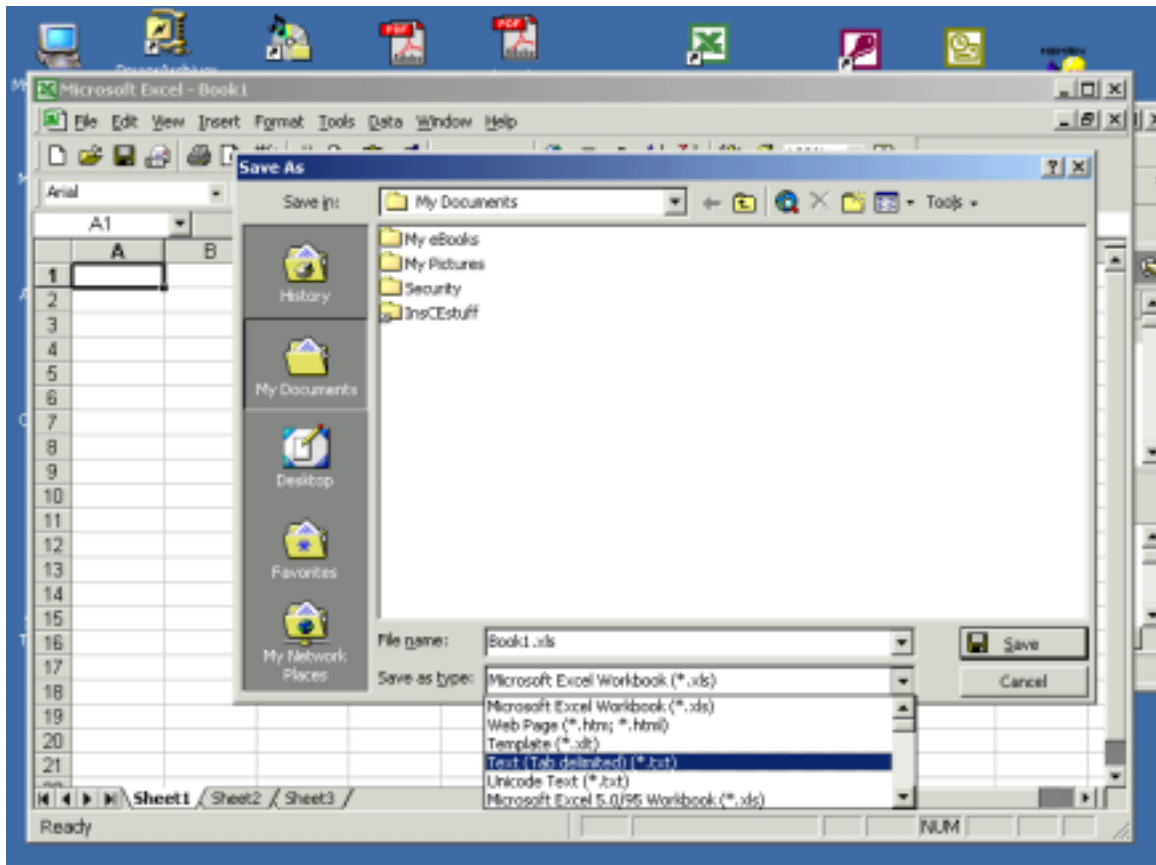 PDF
PDF
Adobe
Adobe
PowerArchiver
Microsoft Excel - Book1
File Edit View Insert Format Tools Data Window Help
Save As
Arial
Save in: My Documents Tools
A1
A B
My eBooks
My Pictures
Security
InsCEstuff
History
My Documents
Desktop
Favorites
My Network
Places
1
2
3
4
5
6
7
8
9
10
11
12
13
14
15
16
17
18
19
20
21
File name: Book1.xls Save
Save as type: Microsoft Excel Workbook (*.xls) Cancel
Microsoft Excel Workbook (*.xls)
Web Page (*.htm; *.html)
Template (*.xlt)
Text (Tab delimited) (*.txt)
Unicode Text (*.txt)
Microsoft Excel 5.0/95 Workbook (*.xls)
Sheet1 Sheet2 Sheet3
Ready NUM